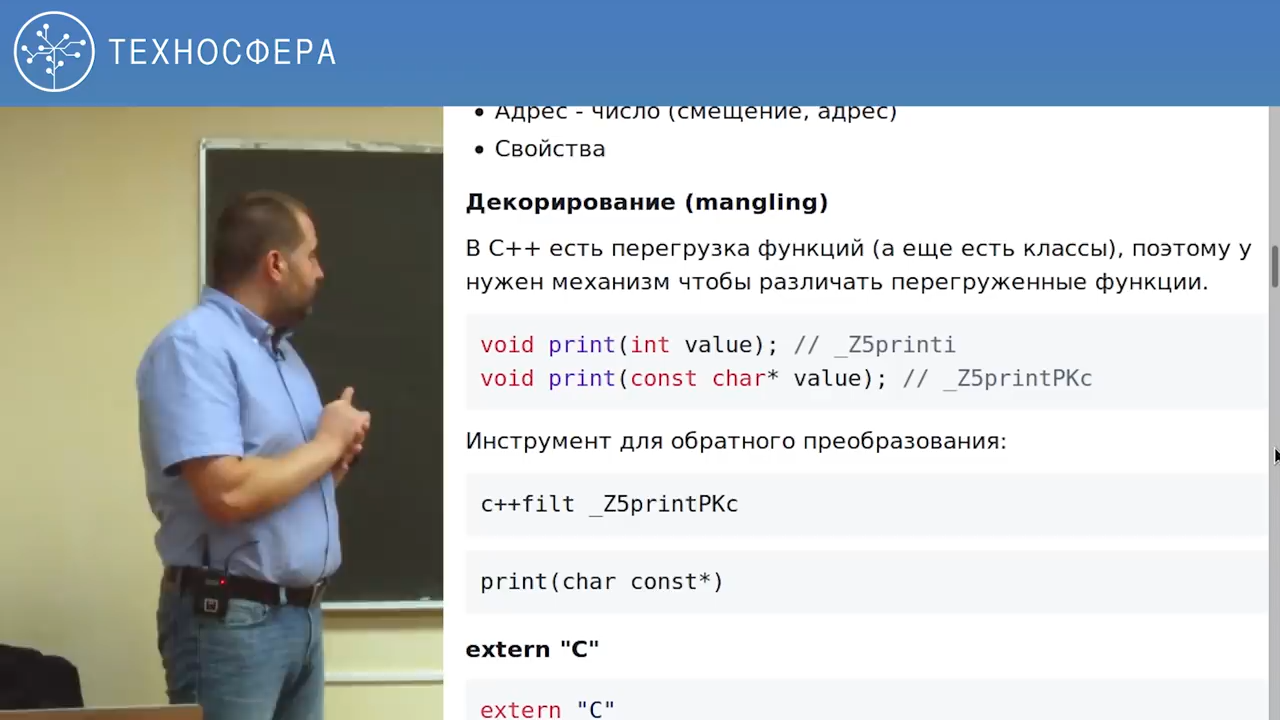 ТЕХНОСФЕРА
• Адрес - число (смещение, адрес)
• Свойства
Декорирование (mangling)
В С++ есть перегрузка функций (а еще есть классы), поэтому у
нужен механизм чтобы различать перегруженные функции.
void print(int value); // _Z5printi
void print(const char* value); // _Z5printPKc
Инструмент для обратного преобразования:
c++filt _Z5printPKc
print(char const*)
extern "C"
extern "C"